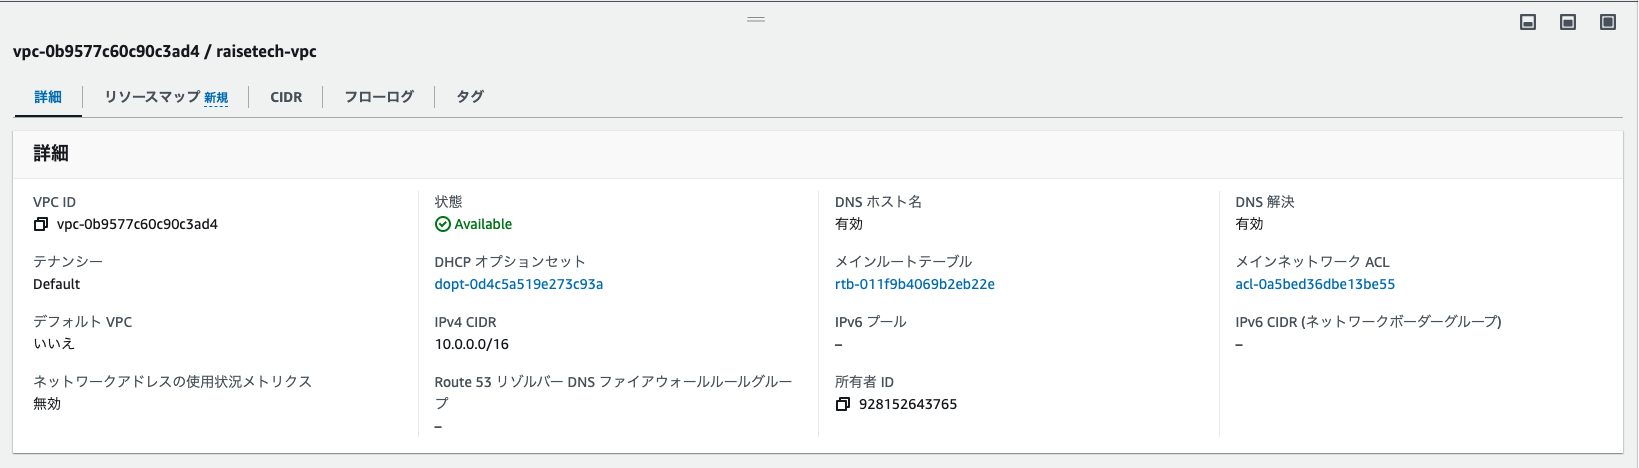 vpc-0b9577c60c90c3ad4 / raisetech-vpc
詳細
リソースマップ 新規
CIDR
フローログ
タグ
詳細
VPC ID
vpc-0b9577c60c90c3ad4
状態
Available
DNS ホスト名
有効
DNS 解決
有効
テナンシー
Default
DHCP オプションセット
dopt-0d4c5a519e273c93a
メインルートテーブル
rtb-011f9b4069b2eb22e
メインネットワーク ACL
acl-0a5bed36dbe13be55
デフォルト VPC
いいえ
IPv4 CIDR
10.0.0.0/16
IPv6 プール
–
IPv6 CIDR (ネットワークボーダーグループ)
–
ネットワークアドレスの使用状況メトリクス
無効
Route 53 リゾルバー DNS ファイアウォールルールグルー
プ
–
所有者 ID
928152643765